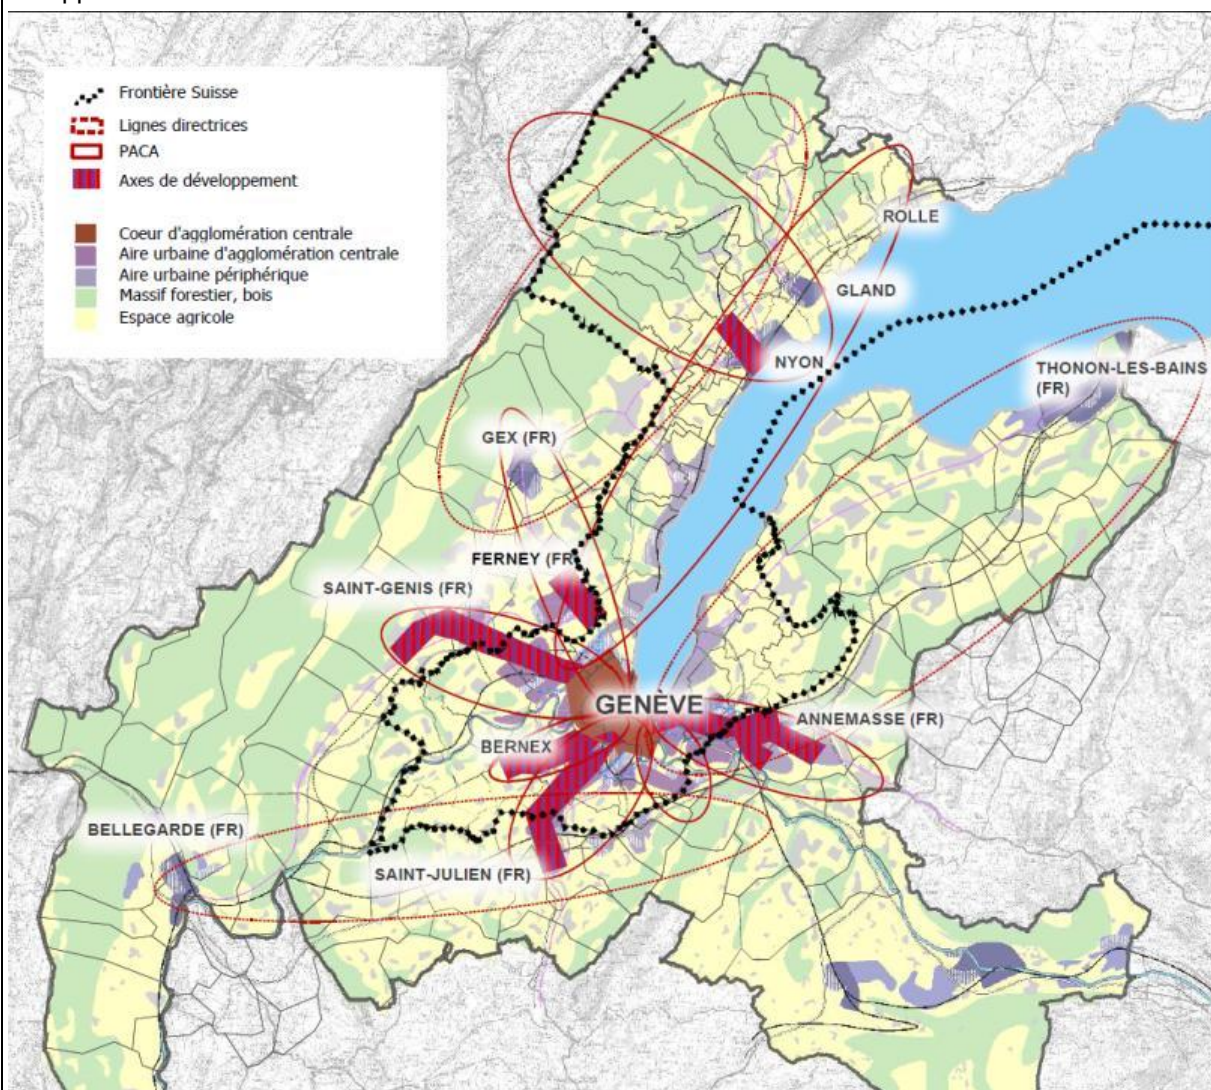 Frontière Suisse
Lignes directrices
PACA
Axes de développement
Coeur d'agglomération centrale
Aire urbaine d'agglomération centrale
Aire urbaine périphérique
Massif forestier, bois
Espace agricole
ROLLE
GLAND
NYON
THONON-LES-BAINS
(FR)
GEX (FR)
FERNEY (FR
SAINT-GENIS (FR)
GENÈVE
ANNEMASSE (FR)
BERNEX
BELLEGARDE (FR)
SAINT-JULIEN (FR)